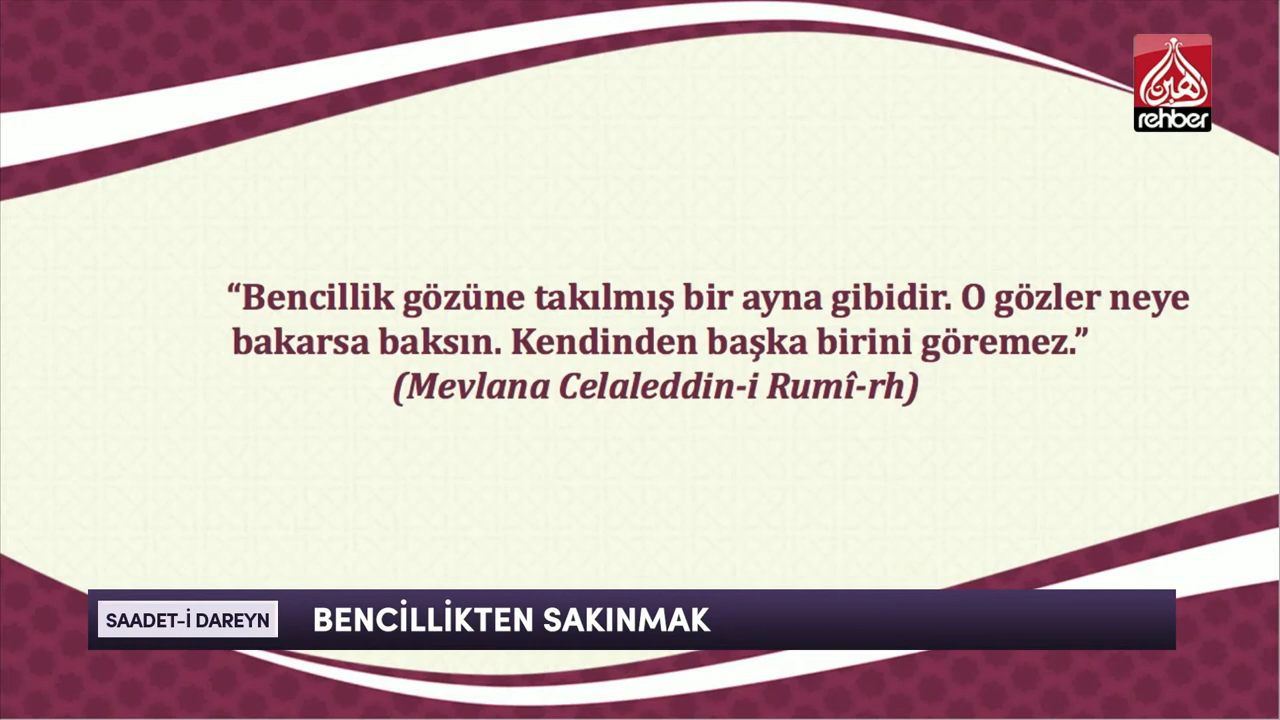 رهبر
rehber
“Bencillik gözüne takılmış bir ayna gibidir. O gözler neye
bakarsa baksın. Kendinden başka birini göremez.”
(Mevlana Celaleddin-i Rumî-rh)
SAADET-İ DAREYN
BENCİLLİKTEN SAKINMAK